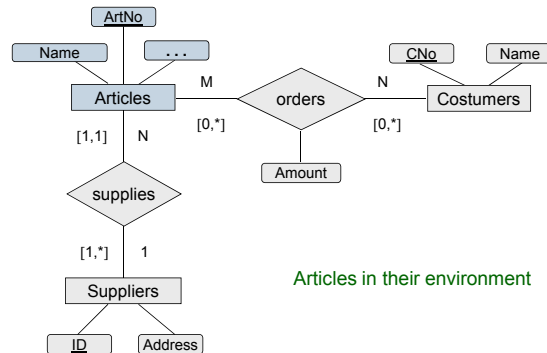 ArtNo
Name
...
CNo
Name
Articles
M
orders
N
Costumers
[0,*]
[0,*]
[1,1]
N
Amount
supplies
[1,*]
1
Articles in their environment
Suppliers
ID
Address